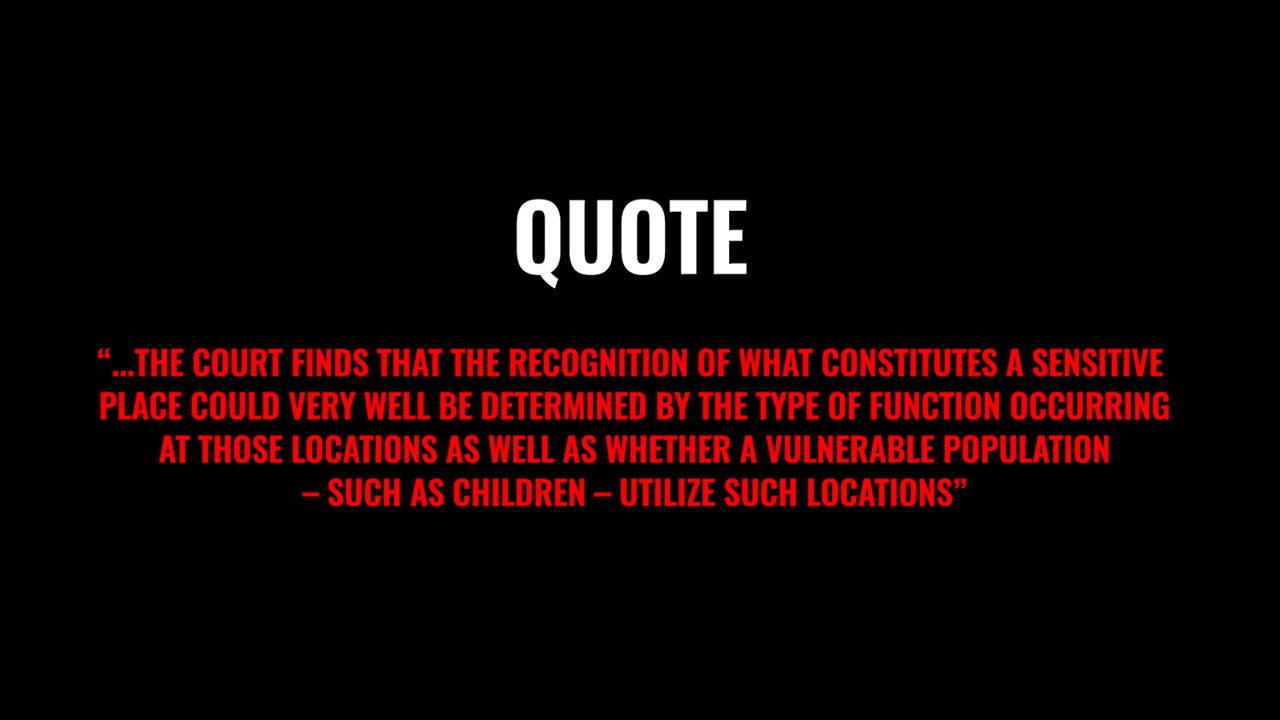 QUOTE
“...THE COURT FINDS THAT THE RECOGNITION OF WHAT CONSTITUTES A SENSITIVE
PLACE COULD VERY WELL BE DETERMINED BY THE TYPE OF FUNCTION OCCURRING
AT THOSE LOCATIONS AS WELL AS WHETHER A VULNERABLE POPULATION
– SUCH AS CHILDREN – UTILIZE SUCH LOCATIONS”